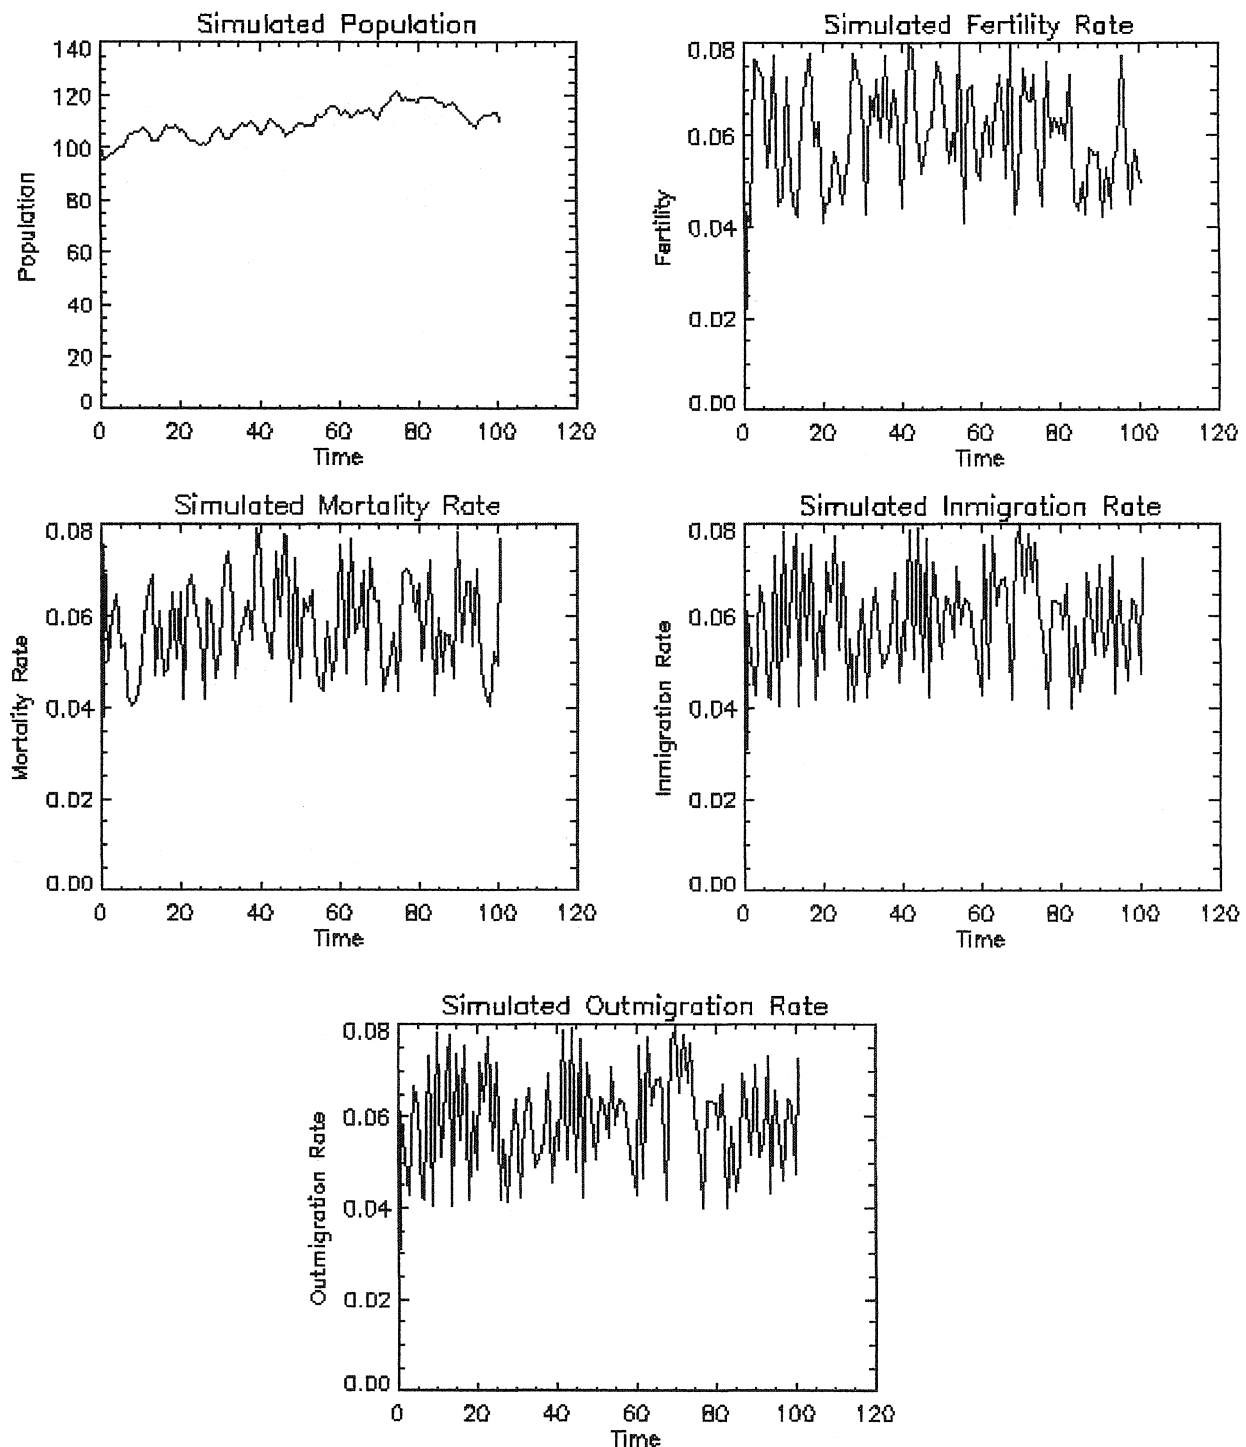 Simulated Population
140
120
100
80
60
40
20
0
Population
0 20 40 60 80 100 120
Time
Simulated Fertility Rate
0.08
0.06
0.04
0.02
0.00
Fertility
0 20 40 60 80 100 120
Time
Simulated Mortality Rate
0.08
0.06
0.04
0.02
0.00
Mortality Rate
0 20 40 60 80 100 120
Time
Simulated Inmigration Rate
0.08
0.06
0.04
0.02
0.00
Inmigration Rate
0 20 40 60 80 100 120
Time
Simulated Outmigration Rate
0.08
0.06
0.04
0.02
0.00
Outmigration Rate
0 20 40 60 80 100 120
Time